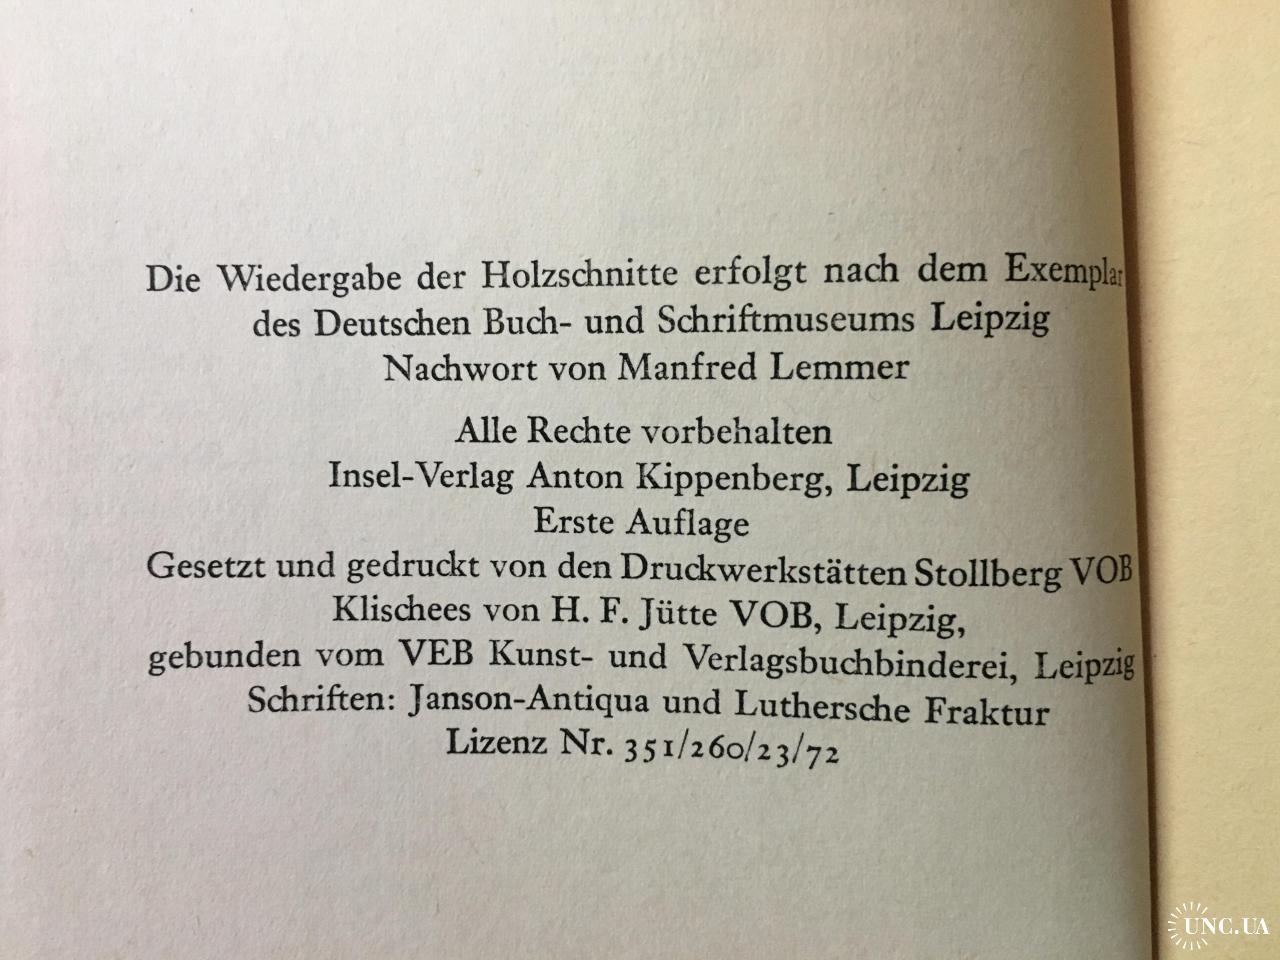 Die Wiedergabe der Holzschnitte erfolgt nach dem Exemplar
des Deutschen Buch- und Schriftmuseums Leipzig
Nachwort von Manfred Lemmer
Alle Rechte vorbehalten
Insel-Verlag Anton Kippenberg, Leipzig
Erste Auflage
Gesetzt und gedruckt von den Druckwerkstätten Stollberg VOB
Klischees von H. F. Jütte VOB, Leipzig,
gebunden vom VEB Kunst- und Verlagsbuchbinderei, Leipzig
Schriften: Janson-Antiqua und Luthersche Fraktur
Lizenz Nr. 351/260/23/72
UNC.UA